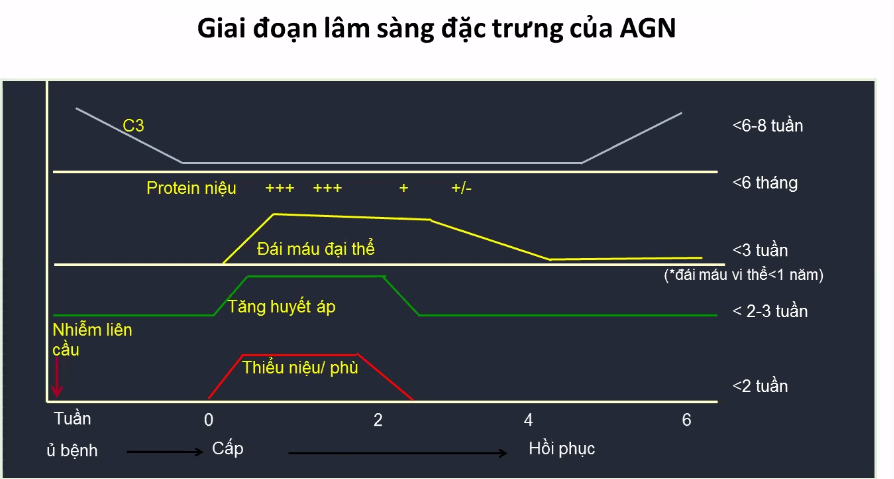 Giai đoạn lâm sàng đặc trưng của AGN
C3
<6-8 tuần
Protein niệu +++ +++ + +/-
<6 tháng
Đái máu đại thể
<3 tuần
(*đái máu vi thể<1 năm)
Tăng huyết áp
< 2-3 tuần
Nhiễm liên
cầu
Thiểu niệu/ phù
<2 tuần
Tuần 0 2 4 6
ủ bệnh Cấp Hồi phục